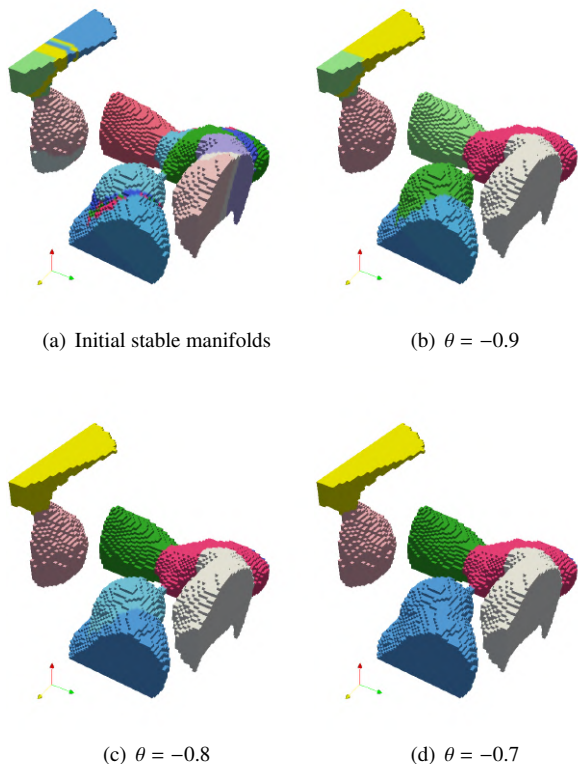 (a) Initial stable manifolds
(b) θ = −0.9
(c) θ = −0.8
(d) θ = −0.7